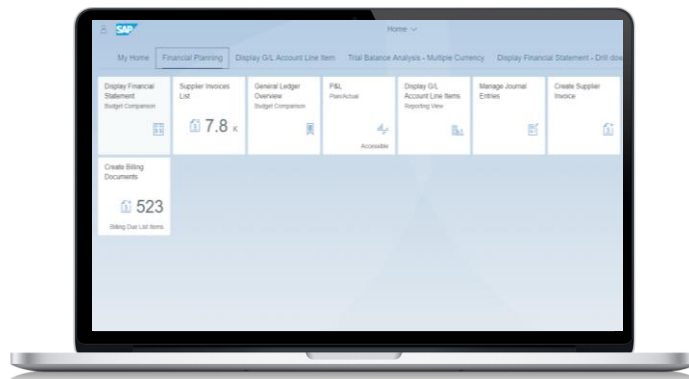 SAP
Home
My Home Financial Planning Display G/L Account Line Item Trial Balance Analysis - Multiple Currency Display Financial Statement - Drill dow
Display Financial
Statement
Budget Comparison
Supplier Invoices
List
7.8 K
General Ledger
Overview
Budget Comparison
P&L
Plan/Actual
Accessible
Display G/L
Account Line Items
Reporting View
Manage Journal
Entries
Create Supplier
Invoice
Create Billing
Documents
523
Billing Due List Items